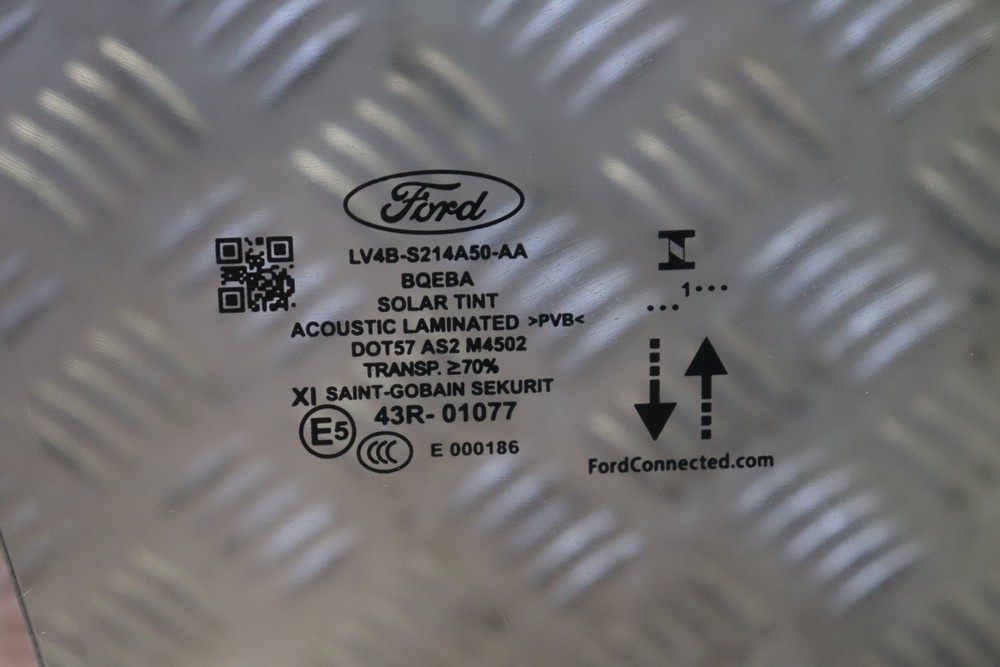 Ford
LV4B-S214A50-AA
BQEBA
SOLAR TINT
ACOUSTIC LAMINATED >PVB<
DOT57 AS2 M4502
TRANSP. ≥70%
XI SAINT-GOBAIN SEKURIT
43R- 01077
E5
CCC
E 000186
...1...
FordConnected.com